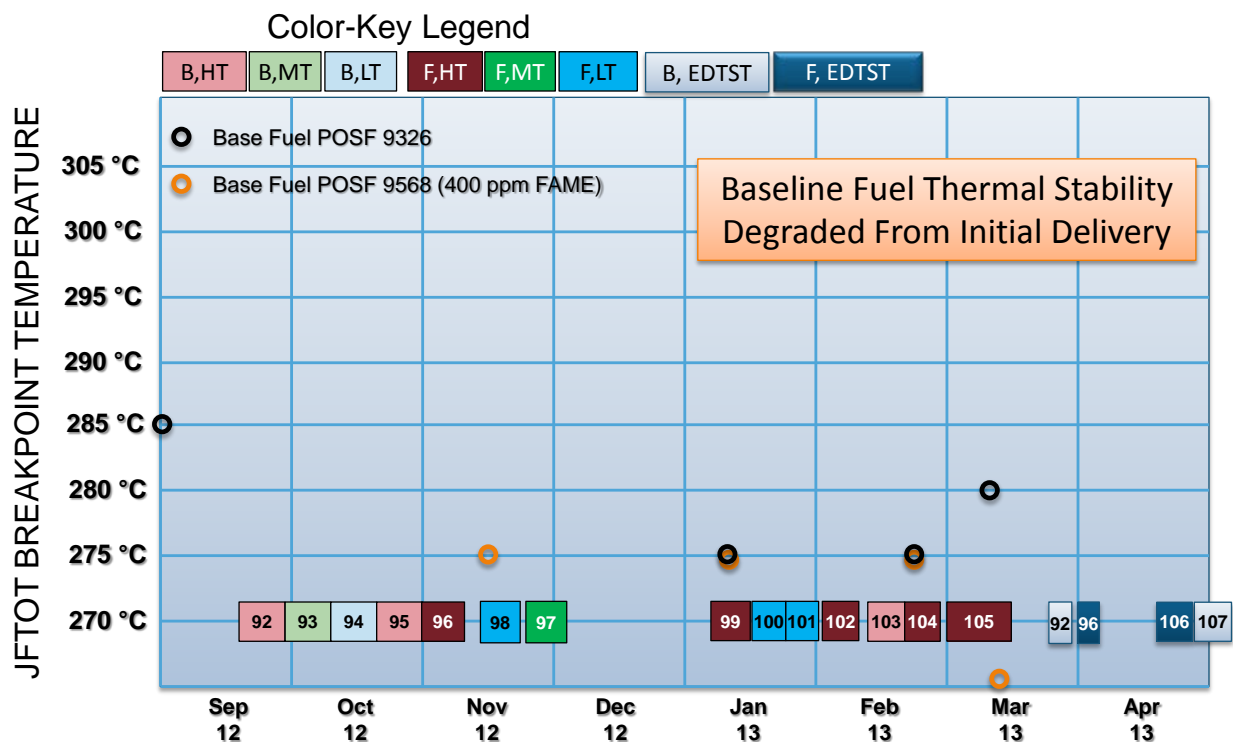 Color-Key Legend
B,HT B,MT B,LT F,HT F,MT F,LT B, EDTST F, EDTST
JFTOT BREAKPOINT TEMPERATURE
Base Fuel POSF 9326
Base Fuel POSF 9568 (400 ppm FAME)
Baseline Fuel Thermal Stability
Degraded From Initial Delivery
305 °C
300 °C
295 °C
290 °C
285 °C
280 °C
275 °C
270 °C
92 93 94 95 96 98 97 99 100 101 102 103 104 105 92 96 106 107
Sep Oct Nov Dec Jan Feb Mar Apr
12 12 12 12 13 13 13 13